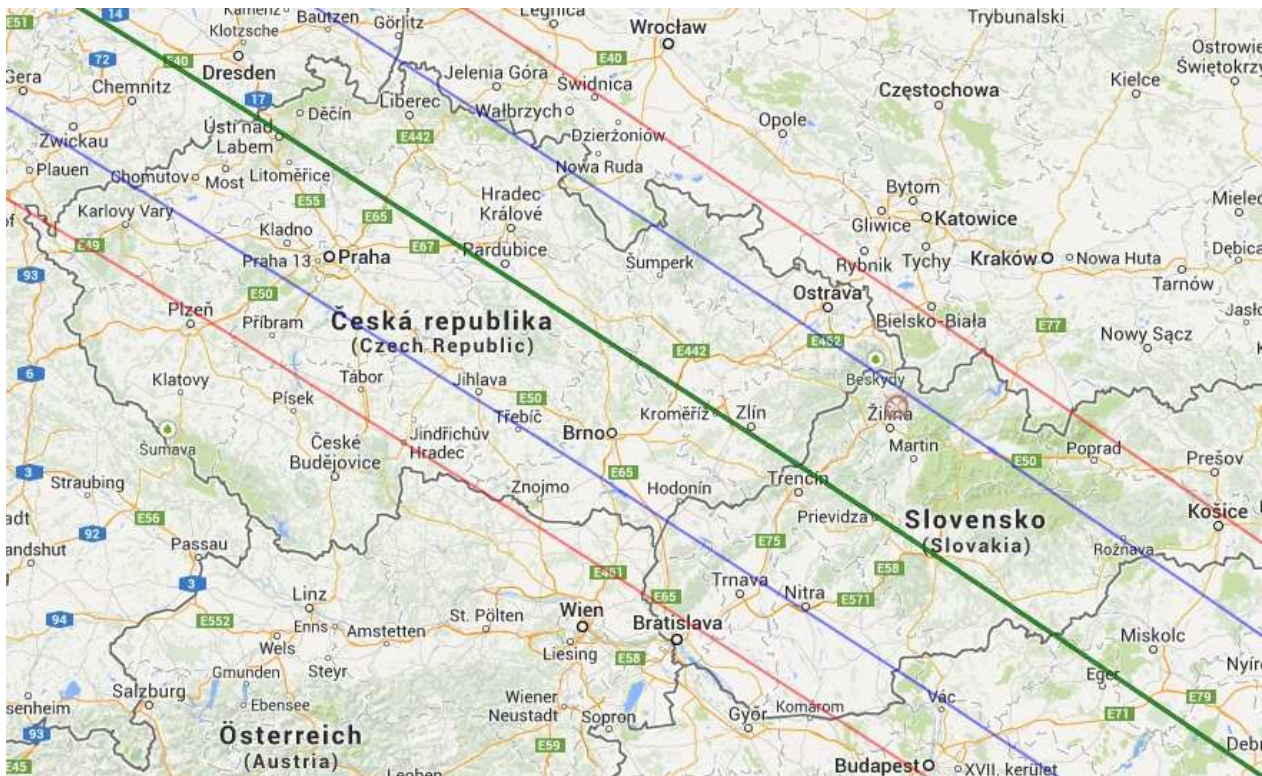 E51
14
Kamenz
Bautzen
Görlitz
Legnica
Wrocław
Trybunalski
Klotzsche
Ostrowie
Świętokrzy
72
E40
Dresden
Jelenia Góra
E40
Świdnica
Kielce
Gera
Chemnitz
17
Děčín
Liberec
Wałbrzych
Częstochowa
Zwickau
Ústí nad
Labem
E442
Dzierżoniów
Opole
Plauen
Chomutov
Most
Litoměřice
Nowa Ruda
E55
Hradec
Králové
Bytom
Mielec
Karlovy Vary
E65
Gliwice
Katowice
E49
Kladno
E67
Pardubice
Rybnik
Tychy
Kraków
Nowa Huta
Dębica
93
Praha 13
Praha
Šumperk
Tarnów
E50
Ostrava
Plzeň
Příbram
Česká republika
(Czech Republic)
Bielsko-Biała
E77
Jasło
E462
Nowy Sącz
6
E442
Beskydy
Klatovy
Tábor
Jihlava
E50
Písek
Třebíč
Kroměříž
Zlín
Žilina
Šumava
České
Budějovice
Jindřichův
Hradec
Brno
Martin
Poprad
E50
Prešov
3
Straubing
E65
Znojmo
Hodonín
Trenčín
E56
Prievidza
Slovensko
(Slovakia)
Košice
92
Landshut
Passau
E75
Rožňava
3
E461
E58
Linz
Trnava
Nitra
94
E552
Enns
Amstetten
St. Pölten
Wien
E65
E571
Bratislava
Miskolc
Wels
Liesing
E58
Nyír
Gmunden
Steyr
Eger
Salzburg
Ebensee
Wiener
Neustadt
Vác
E79
senheim
Sopron
Győr
Komárom
E71
93
Österreich
(Austria)
E59
Debr
E45
Leoben
Budapest
XVII. kerület